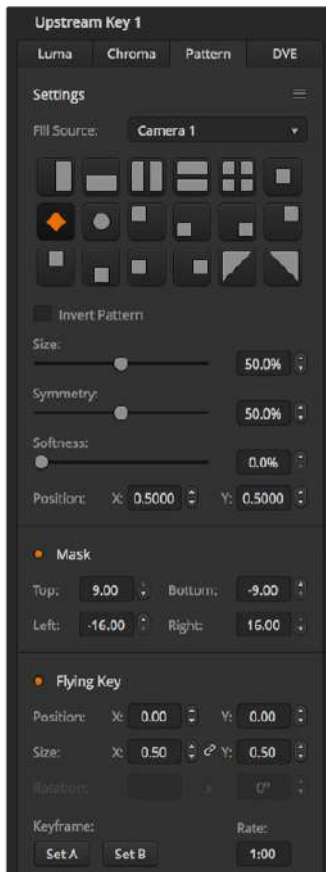 Upstream Key 1
Luma Chroma Pattern DVE
Settings
Fill Source: Camera 1
Invert Pattern
Size:
50.0%
Symmetry:
50.0%
Softness:
0.0%
Position: X: 0.5000 Y: 0.5000
Mask
Top: 9.00 Bottom: -9.00
Left: -16.00 Right: 16.00
Flying Key
Position: X: 0.00 Y: 0.00
Size: X: 0.50 Y: 0.50
Rotation: x 0°
Keyframe: Rate:
Set A Set B 1:00